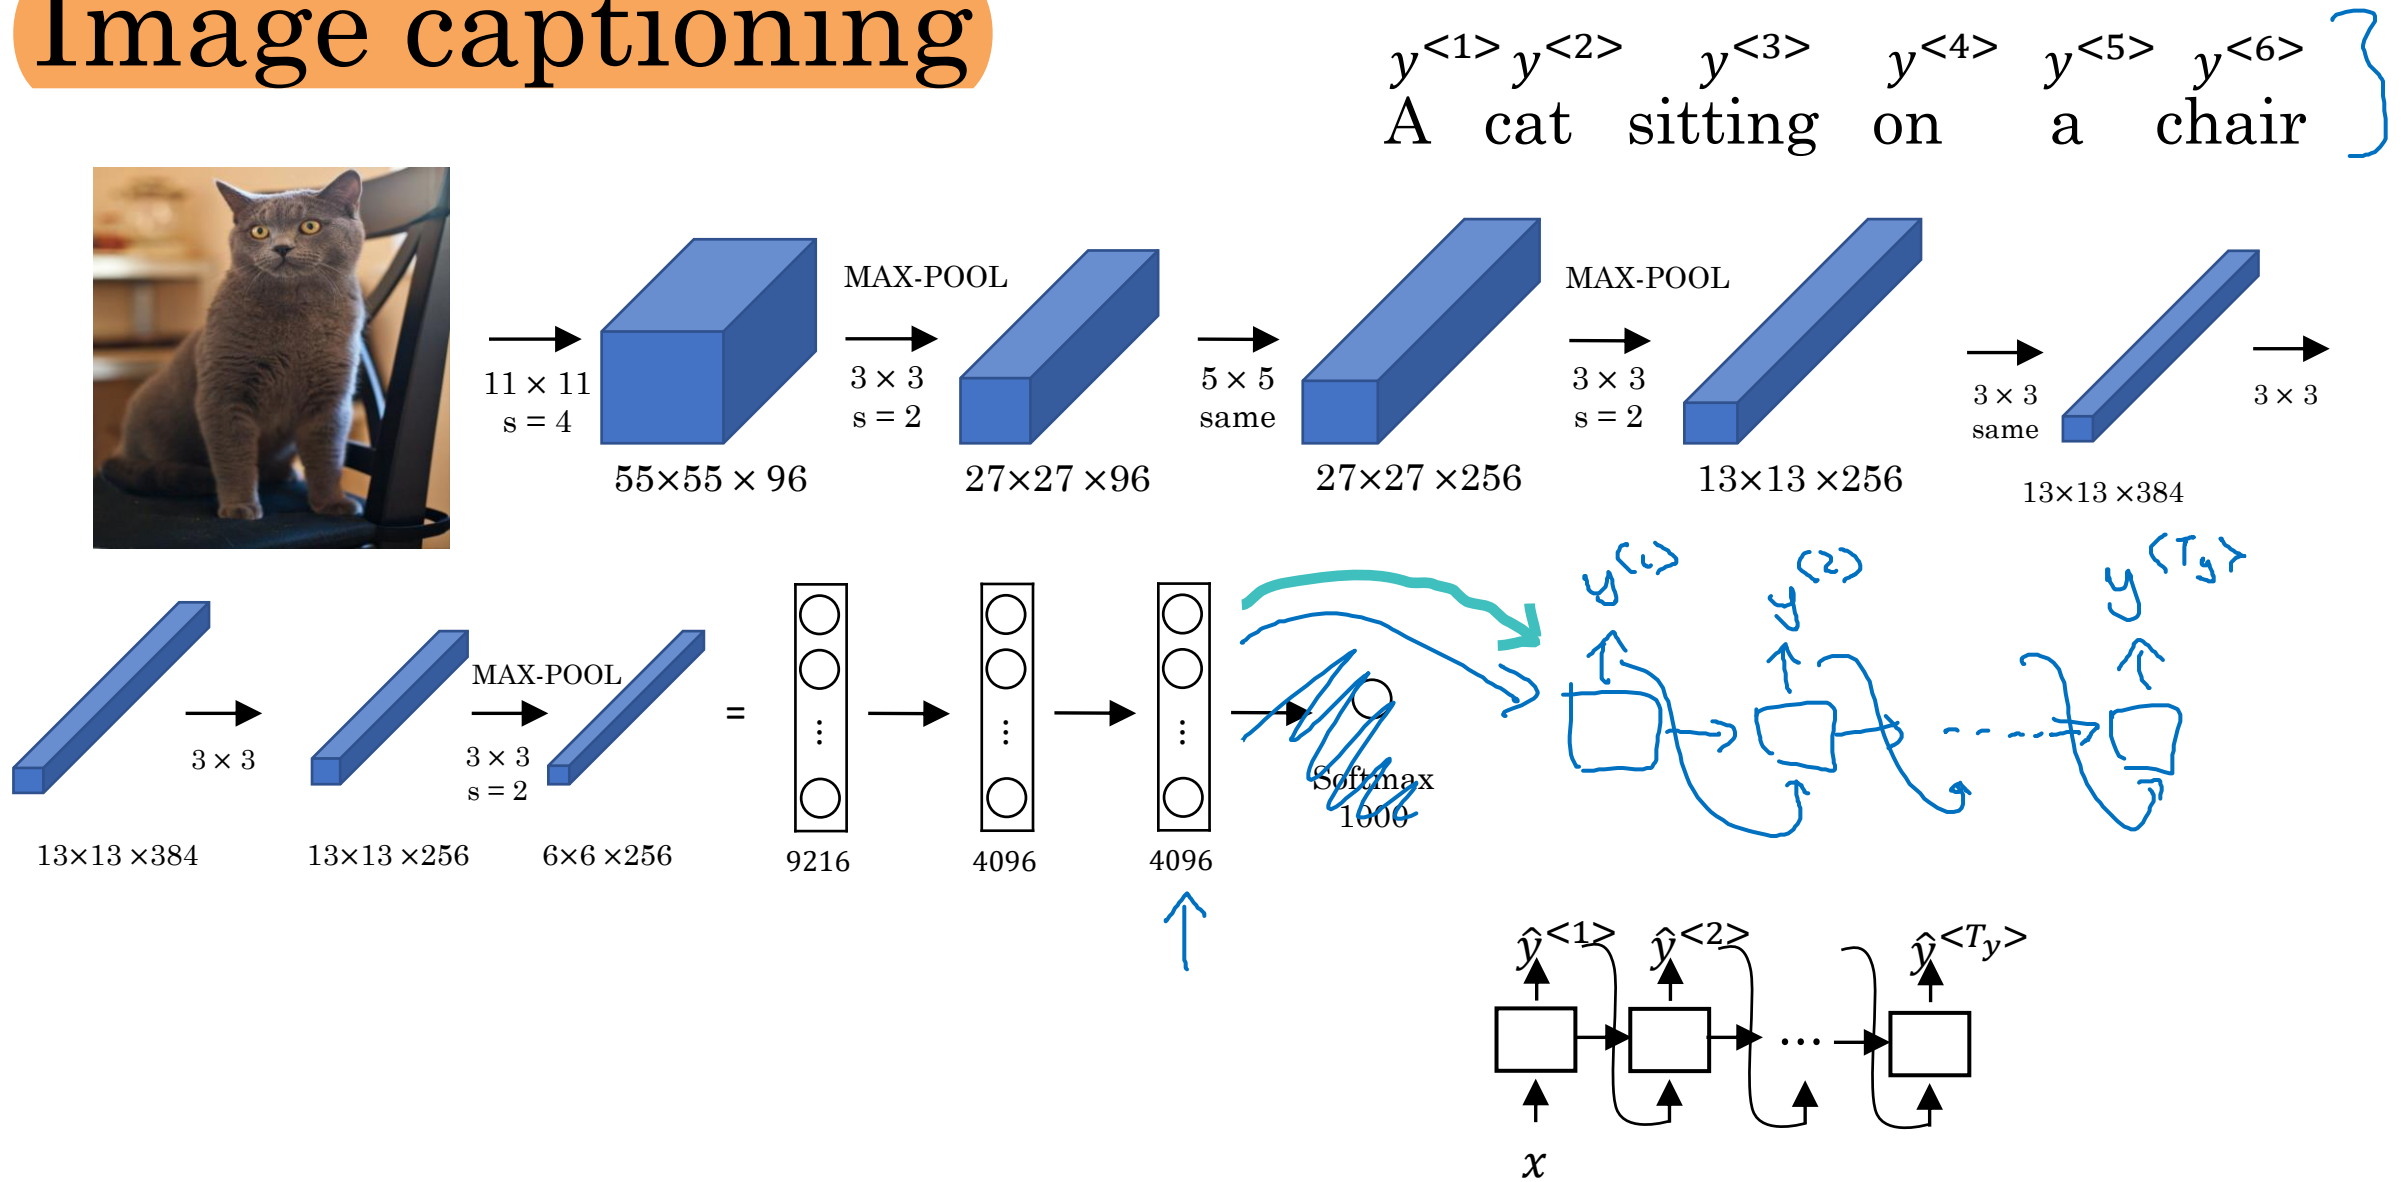 Image captioning
y<1> y<2> y<3> y<4> y<5> y<6>
A cat sitting on a chair
MAX-POOL MAX-POOL
11 × 11 3 × 3 5 × 5 3 × 3 3 × 3 3 × 3
s = 4 s = 2 same s = 2 same
55×55 × 96 27×27 ×96 27×27 ×256 13×13 ×256 13×13 ×384
y<1> y<2> y<Ty>
MAX-POOL
3 × 3 3 × 3
s = 2
=
⋮ ⋮ ⋮
Softmax
1000
13×13 ×384 13×13 ×256 6×6 ×256 9216 4096 4096
ŷ<1> ŷ<2> ŷ<Ty>
⋯
x